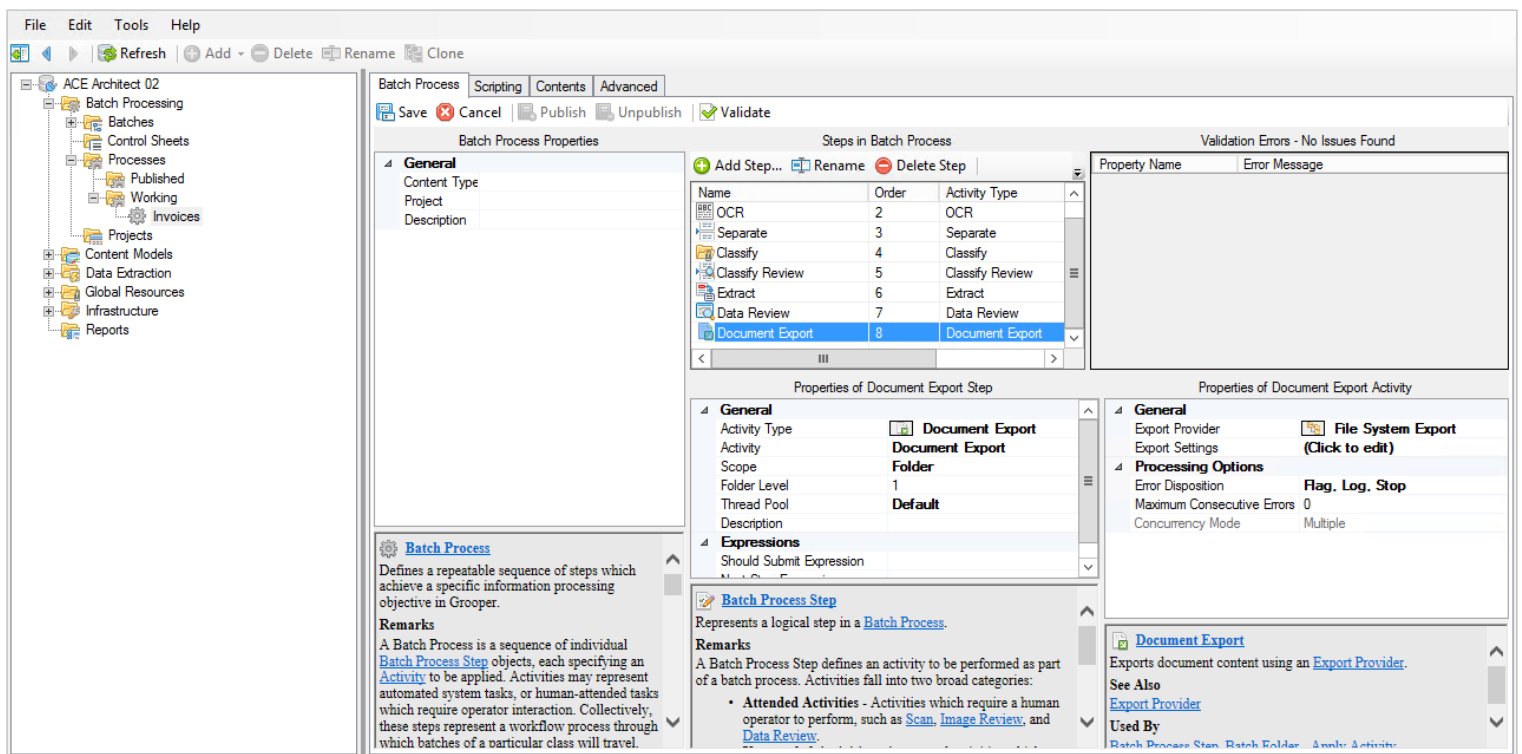 File Edit Tools Help
Refresh Add Delete Rename Clone
ACE Architect 02
Batch Processing
Batches
Control Sheets
Processes
Published
Working
Invoices
Projects
Content Models
Data Extraction
Global Resources
Infrastructure
Reports
Batch Process Scripting Contents Advanced
Save Cancel Publish Unpublish Validate
Batch Process Properties
General
Content Type
Project
Description
Batch Process
Defines a repeatable sequence of steps which
achieve a specific information processing
objective in Grooper.
Remarks
A Batch Process is a sequence of individual
Batch Process Step objects, each specifying an
Activity to be applied. Activities may represent
automated system tasks, or human-attended tasks
which require operator interaction. Collectively,
these steps represent a workflow process through
which batches of a particular class will travel.
Steps in Batch Process
Add Step... Rename Delete Step
Name Order Activity Type
OCR 2 OCR
Separate 3 Separate
Classify 4 Classify
Classify Review 5 Classify Review
Extract 6 Extract
Data Review 7 Data Review
Document Export 8 Document Export
Properties of Document Export Step
General
Activity Type Document Export
Activity Document Export
Scope Folder
Folder Level 1
Thread Pool Default
Description
Expressions
Should Submit Expression
Batch Process Step
Represents a logical step in a Batch Process.
Remarks
A Batch Process Step defines an activity to be performed as part
of a batch process. Activities fall into two broad categories:
• Attended Activities - Activities which require a human
operator to perform, such as Scan, Image Review, and
Data Review.
Validation Errors - No Issues Found
Property Name Error Message
Properties of Document Export Activity
General
Export Provider File System Export
Export Settings (Click to edit)
Processing Options
Error Disposition Flag, Log, Stop
Maximum Consecutive Errors 0
Concurrency Mode Multiple
Document Export
Exports document content using an Export Provider.
See Also
Export Provider
Used By
Batch Process Step, Batch Folder - Apply Activity